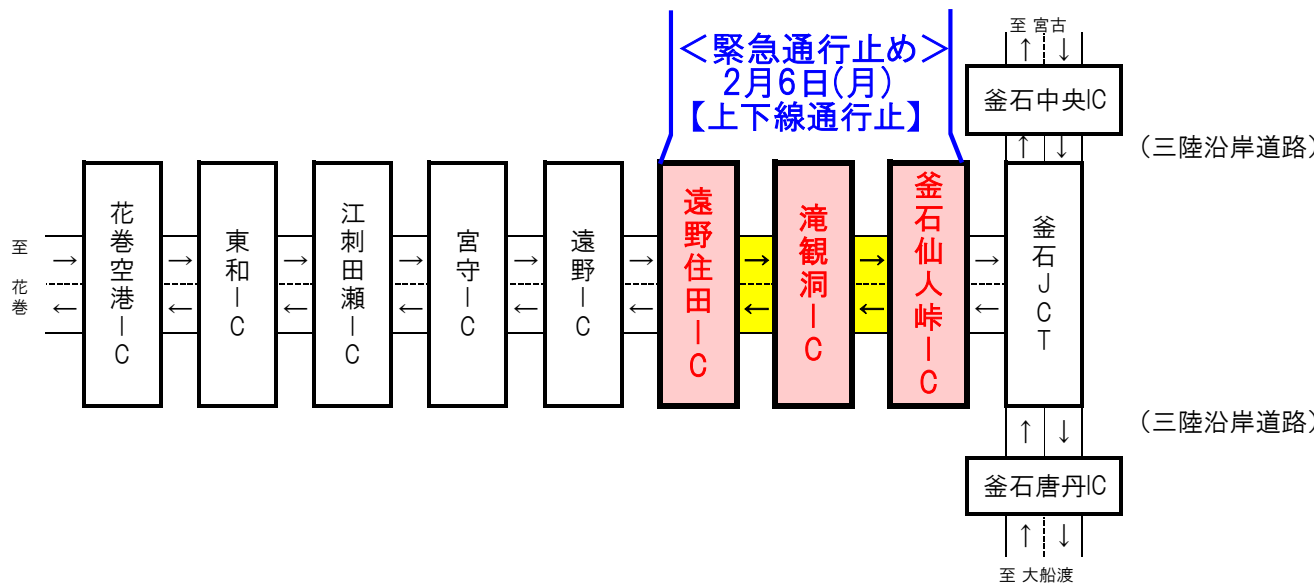 至 宮古
↑ ↓
<緊急通行止め>
2月6日(月)
【上下線通行止】
釜石中央IC
↑ ↓
(三陸沿岸道路)
至 花巻
→ ←
花巻空港IC
→ ←
東和IC
→ ←
江刺田瀬IC
→ ←
宮守IC
→ ←
遠野IC
→ ←
遠野住田IC
→ ←
滝観洞IC
→ ←
釜石仙人峠IC
→ ←
釜石JCT
(三陸沿岸道路)
↑ ↓
釜石唐丹IC
↑ ↓
至 大船渡